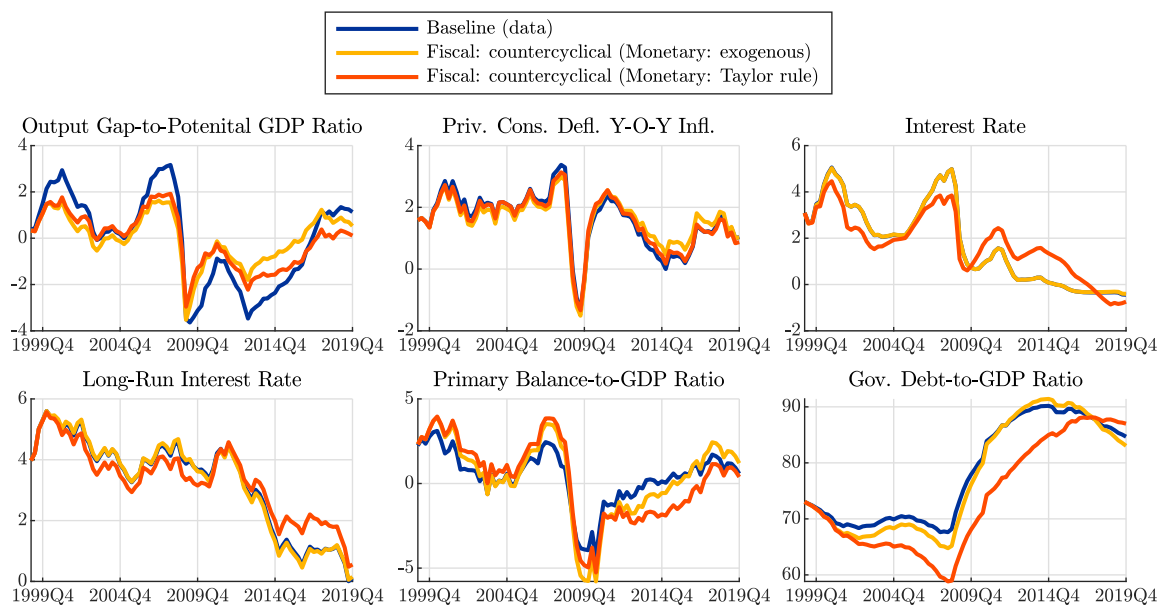 Baseline (data)
Fiscal: countercyclical (Monetary: exogenous)
Fiscal: countercyclical (Monetary: Taylor rule)
Output Gap-to-Potenital GDP Ratio
4
2
0
-2
-4
1999Q4 2004Q4 2009Q4 2014Q4 2019Q4
Priv. Cons. Defl. Y-O-Y Infl.
4
2
0
-2
1999Q4 2004Q4 2009Q4 2014Q4 2019Q4
Interest Rate
6
4
2
0
-2
1999Q4 2004Q4 2009Q4 2014Q4 2019Q4
Long-Run Interest Rate
6
4
2
0
1999Q4 2004Q4 2009Q4 2014Q4 2019Q4
Primary Balance-to-GDP Ratio
5
0
-5
1999Q4 2004Q4 2009Q4 2014Q4 2019Q4
Gov. Debt-to-GDP Ratio
90
80
70
60
1999Q4 2004Q4 2009Q4 2014Q4 2019Q4